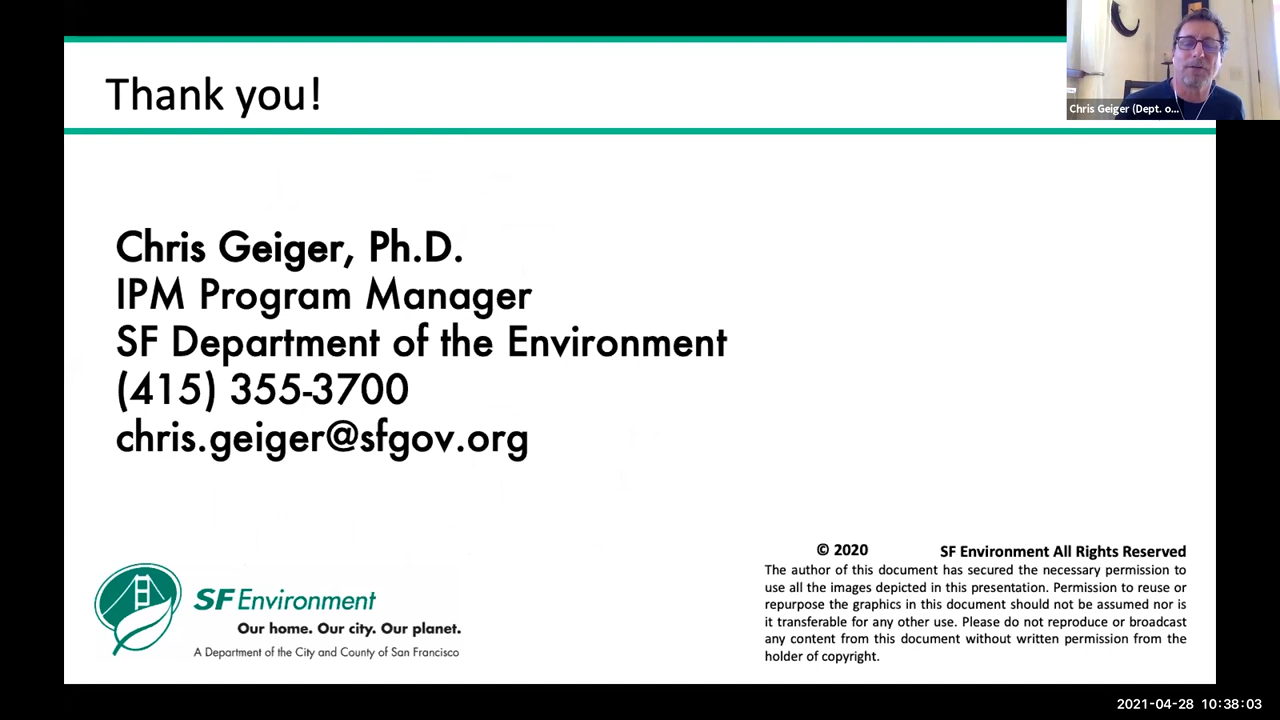 Thank you!
Chris Geiger (Dept. o...
Chris Geiger, Ph.D.
IPM Program Manager
SF Department of the Environment
(415) 355-3700
chris.geiger@sfgov.org
SF Environment
Our home. Our city. Our planet.
A Department of the City and County of San Francisco
© 2020 SF Environment All Rights Reserved
The author of this document has secured the necessary permission to
use all the images depicted in this presentation. Permission to reuse or
repurpose the graphics in this document should not be assumed nor is
it transferable for any other use. Please do not reproduce or broadcast
any content from this document without written permission from the
holder of copyright.
2021-04-28 10:38:03